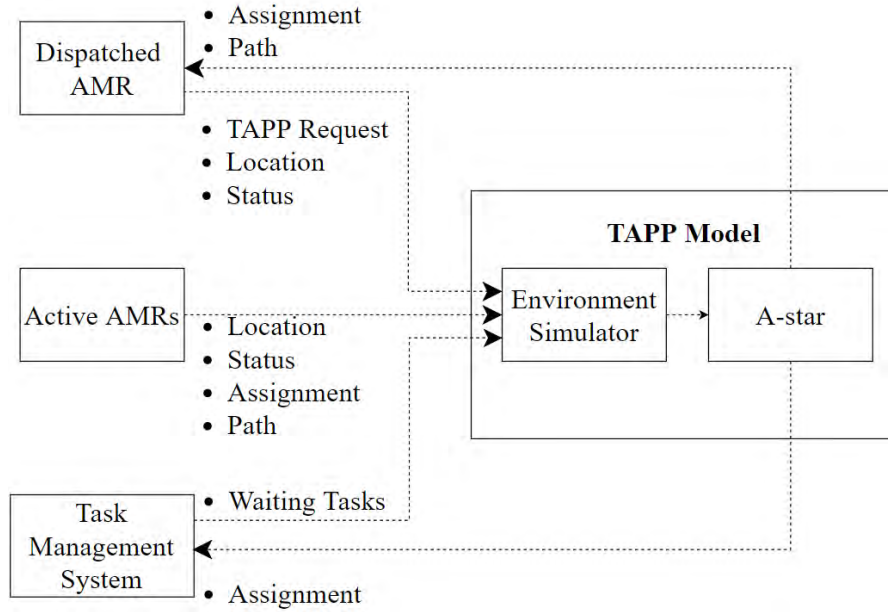 • Assignment
• Path
Dispatched
AMR
• TAPP Request
• Location
• Status
TAPP Model
Active AMRs
Environment
Simulator
A-star
• Location
• Status
• Assignment
• Path
• Waiting Tasks
Task
Management
System
• Assignment